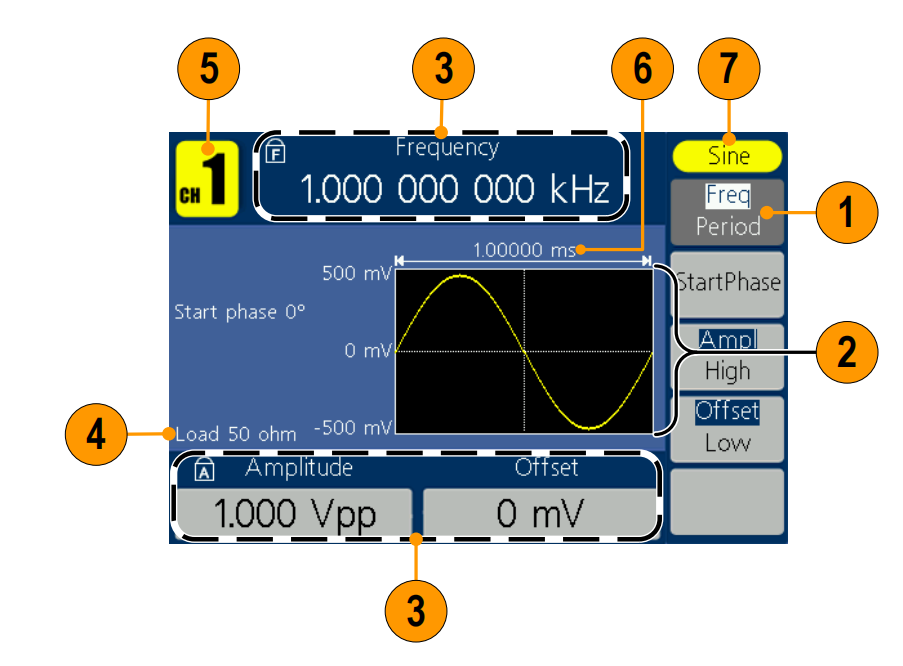 5
3
6
7
CH 1
F
Frequency
1.000 000 000 kHz
Sine
Freq
Period
1
1.00000 ms
500 mV
StartPhase
Start phase 0°
0 mV
Ampl
High
2
Offset
Low
4
Load 50 ohm
-500 mV
A
Amplitude
Offset
1.000 Vpp
0 mV
3